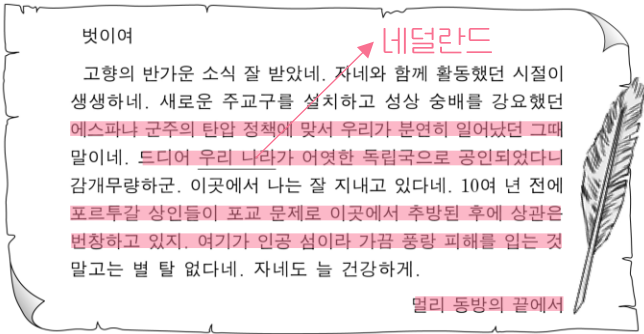 벗이여
네덜란드
고향의 반가운 소식 잘 받았네. 자네와 함께 활동했던 시절이
생생하네. 새로운 주교구를 설치하고 성상 숭배를 강요했던
에스파냐 군주의 탄압 정책에 맞서 우리가 분연히 일어났던 그때
말이네. 드디어 우리 나라가 어엿한 독립국으로 공인되었다니
감개무량하군. 이곳에서 나는 잘 지내고 있다네. 10여 년 전에
포르투갈 상인들이 포교 문제로 이곳에서 추방된 후에 상관은
번창하고 있지. 여기가 인공 섬이라 가끔 풍랑 피해를 입는 것
말고는 별 탈 없다네. 자네도 늘 건강하게.
멀리 동방의 끝에서